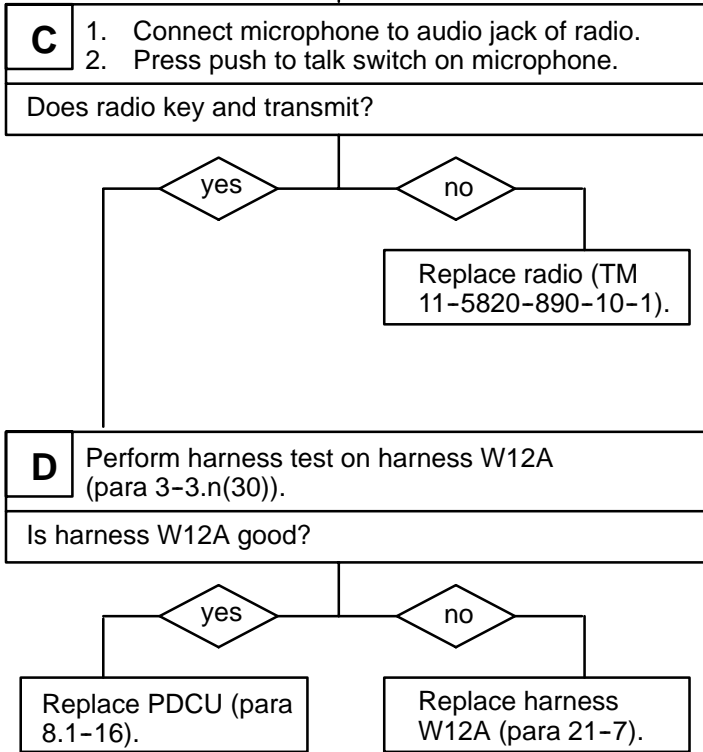 C
1. Connect microphone to audio jack of radio.
2. Press push to talk switch on microphone.
Does radio key and transmit?
yes
no
Replace radio (TM
11-5820-890-10-1).
D
Perform harness test on harness W12A
(para 3-3.n(30)).
Is harness W12A good?
yes
no
Replace PDCU (para
8.1-16).
Replace harness
W12A (para 21-7).